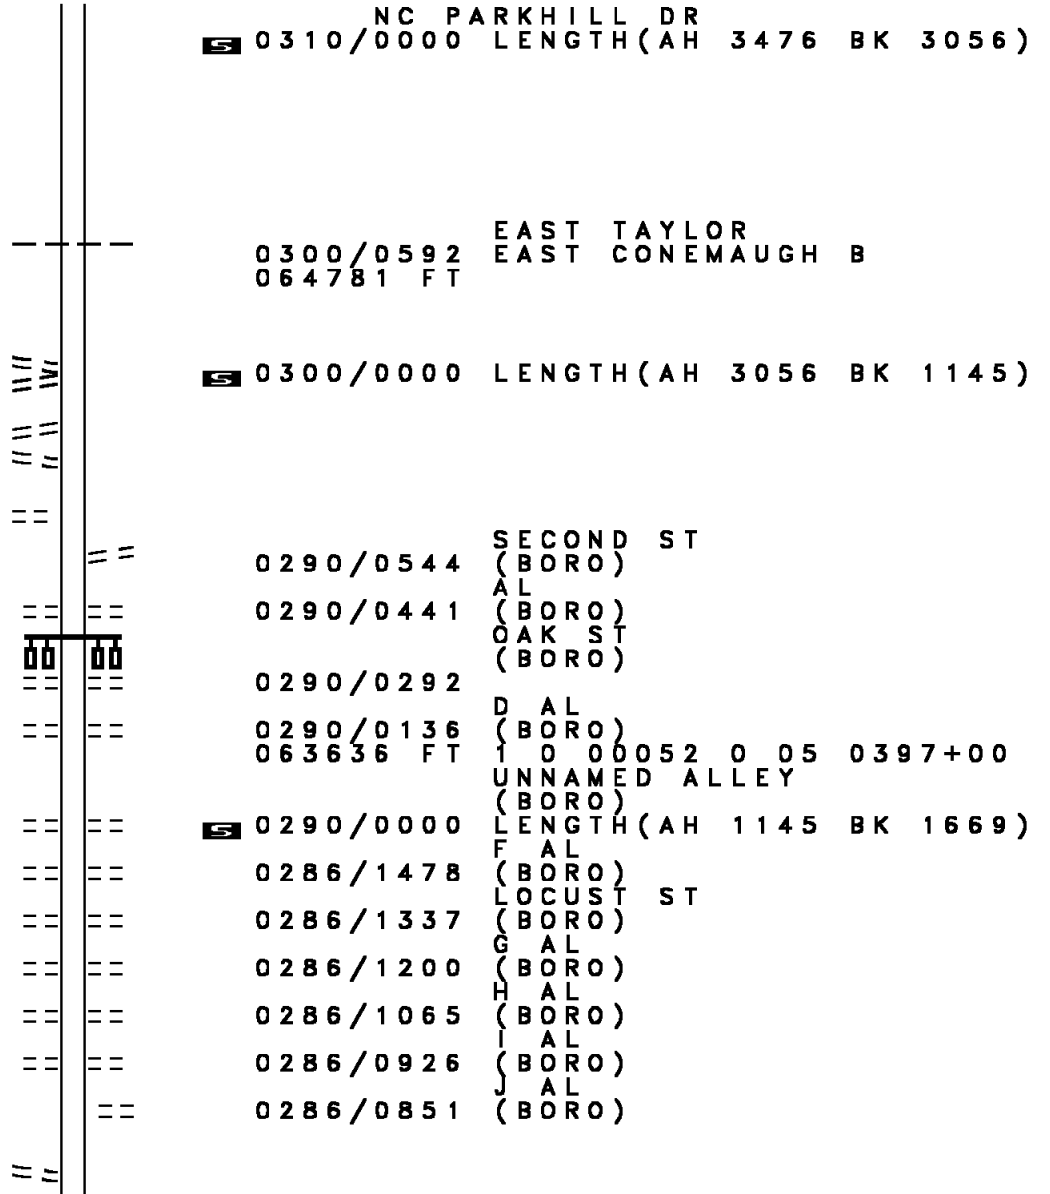 NC PARKHILL DR
S 0310/0000 LENGTH(AH 3476 BK 3056)
EAST TAYLOR
0300/0592 EAST CONEMAUGH B
064781 FT
S 0300/0000 LENGTH(AH 3056 BK 1145)
SECOND ST
0290/0544 (BORO)
AL
0290/0441 (BORO)
OAK ST
(BORO)
0290/0292
D AL
0290/0136 (BORO)
063636 FT 1 0 00052 0 05 0397+00
UNNAMED ALLEY
(BORO)
S 0290/0000 LENGTH(AH 1145 BK 1669)
F AL
0286/1478 (BORO)
LOCUST ST
0286/1337 (BORO)
G AL
0286/1200 (BORO)
H AL
0286/1065 (BORO)
I AL
0286/0926 (BORO)
J AL
0286/0851 (BORO)